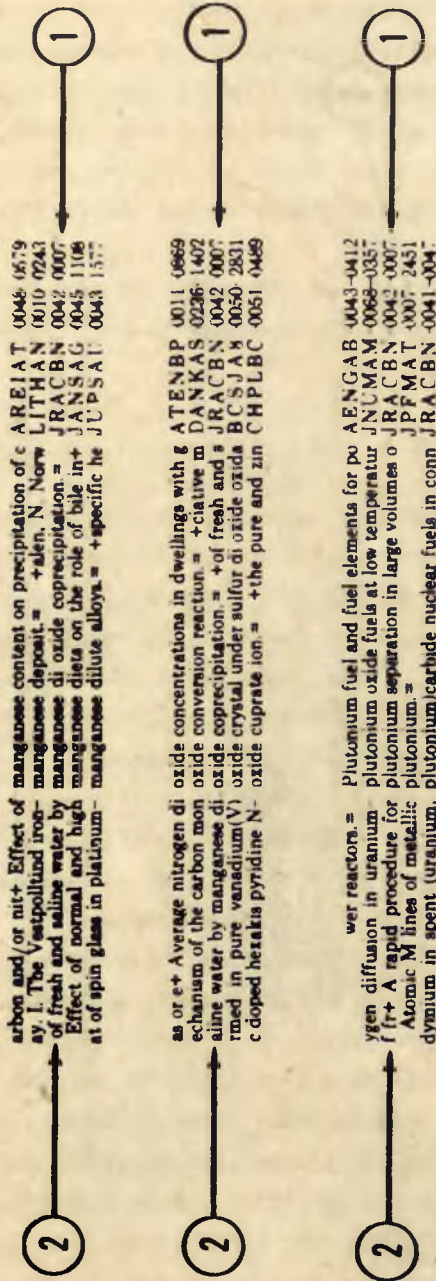 arbon and/or nit+ Effect of manganese content on precipitation of c AREIAT 0048 0679
ay. I. The Vestpolltind iron- manganese deposit.= +alen, N. Norw LITHAN 0010 0243
2 of fresh and saline water by manganese di oxide coprecipitation.= JRACBN 0042 0007 1
Effect of normal and high manganese diets on the role of bile in+ JANSAG 0045 1108
at of spin glass in platinum- manganese dilute alloys.= +specific he JUPSAU 0043 1577
as or e+ Average nitrogen di oxide concentrations in dwellings with g ATENBP 0011 0869
echanism of the carbon mon oxide conversion reaction.= +ciative m DANKAS 0236 1402
2 aline water by manganese di oxide coprecipitation.= +of fresh and s JRACBN 0042 0007 1
rmed in pure vanadium(V) oxide crystal under sulfur di oxide oxida BCSJA8 0050 2831
c doped hexakis pyridine N- oxide cuprate ion.= +the pure and zin CHPLBC 0051 0489
wer reactors.= Plutonium fuel and fuel elements for po AENGAB 0043-0412
ygen diffusion in uranium- plutonium oxide fuels at low temperatur JNUMAM 0068-0357
2 f fr+ A rapid procedure for plutonium separation in large volumes o JRACBN 0042 0007 1
Atomic M lines of metallic plutonium.= JPFMAT 0007 2451
dymium in spent (uranium, plutonium)carbide nuclear fuels in conn JRACBN 0041-0047